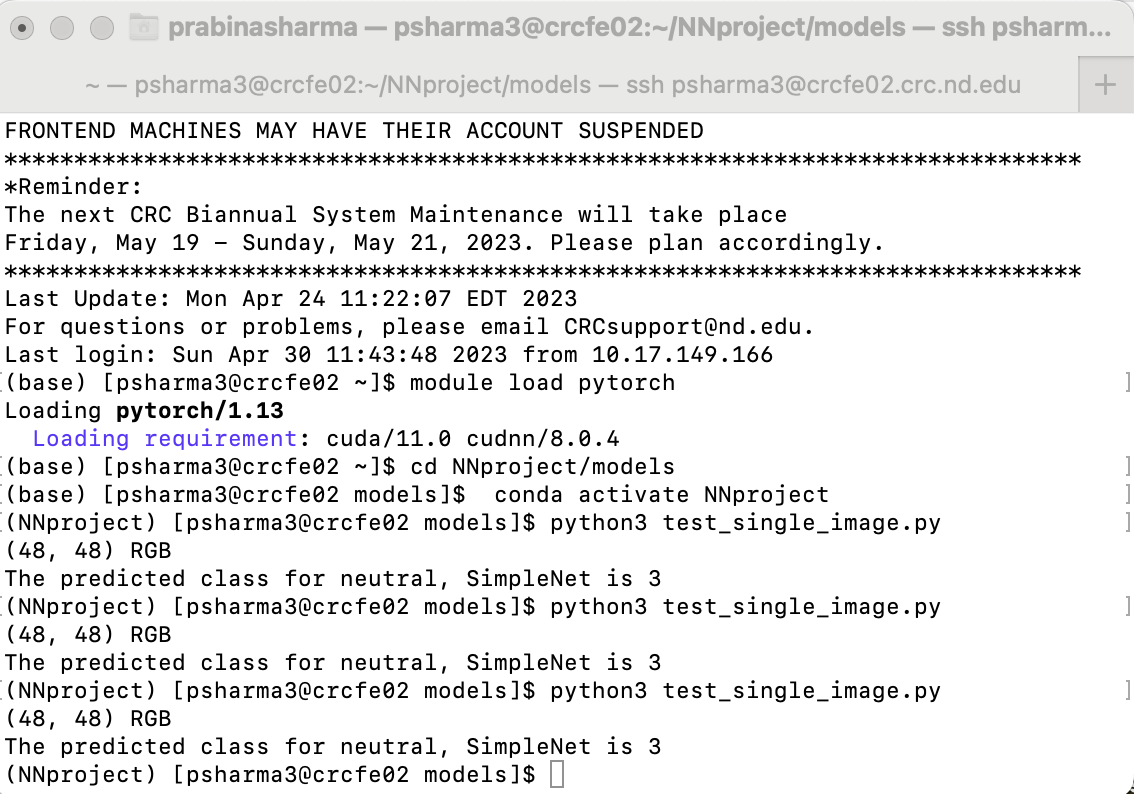 prabinasharma — psharma3@crcfe02:~/NNproject/models — ssh psharm...
~ — psharma3@crcfe02:~/NNproject/models — ssh psharma3@crcfe02.crc.nd.edu +
FRONTEND MACHINES MAY HAVE THEIR ACCOUNT SUSPENDED
*****************************************************************************
*Reminder:
The next CRC Biannual System Maintenance will take place
Friday, May 19 – Sunday, May 21, 2023. Please plan accordingly.
*****************************************************************************
Last Update: Mon Apr 24 11:22:07 EDT 2023
For questions or problems, please email CRCsupport@nd.edu.
Last login: Sun Apr 30 11:43:48 2023 from 10.17.149.166
[(base) [psharma3@crcfe02 ~]$ module load pytorch ]
Loading pytorch/1.13
  Loading requirement: cuda/11.0 cudnn/8.0.4
[(base) [psharma3@crcfe02 ~]$ cd NNproject/models ]
[(base) [psharma3@crcfe02 models]$  conda activate NNproject ]
[(NNproject) [psharma3@crcfe02 models]$ python3 test_single_image.py ]
(48, 48) RGB
The predicted class for neutral, SimpleNet is 3
[(NNproject) [psharma3@crcfe02 models]$ python3 test_single_image.py ]
(48, 48) RGB
The predicted class for neutral, SimpleNet is 3
[(NNproject) [psharma3@crcfe02 models]$ python3 test_single_image.py ]
(48, 48) RGB
The predicted class for neutral, SimpleNet is 3
(NNproject) [psharma3@crcfe02 models]$